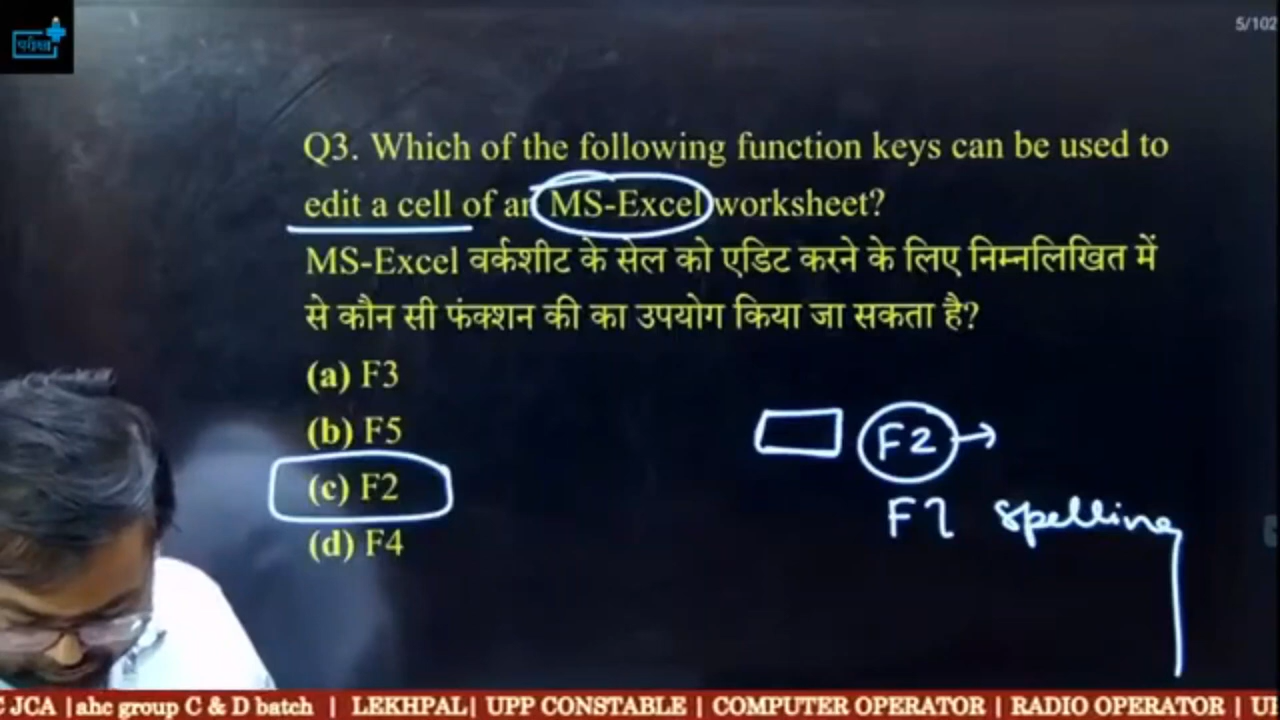 परीक्षा
5/102
Q3. Which of the following function keys can be used to
edit a cell of an MS-Excel worksheet?
MS-Excel वर्कशीट के सेल को एडिट करने के लिए निम्नलिखित में
से कौन सी फंक्शन की का उपयोग किया जा सकता है?
(a) F3
(b) F5
(c) F2
(d) F4
F2
F7 spelling
C JCA |ahc group C & D batch | LEKHPAL| UPP CONSTABLE | COMPUTER OPERATOR | RADIO OPERATOR |